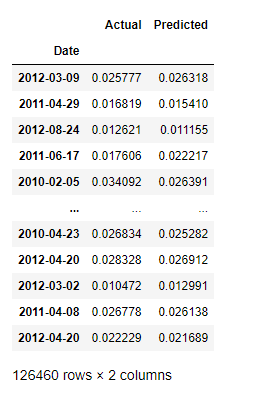 Actual Predicted
Date
2012-03-09 0.025777 0.026318
2011-04-29 0.016819 0.015410
2012-08-24 0.012621 0.011155
2011-06-17 0.017606 0.022217
2010-02-05 0.034092 0.026391
... ... ...
2010-04-23 0.026834 0.025282
2012-04-20 0.028328 0.026912
2012-03-02 0.010472 0.012991
2011-04-08 0.026778 0.026138
2012-04-20 0.022229 0.021689
126460 rows × 2 columns